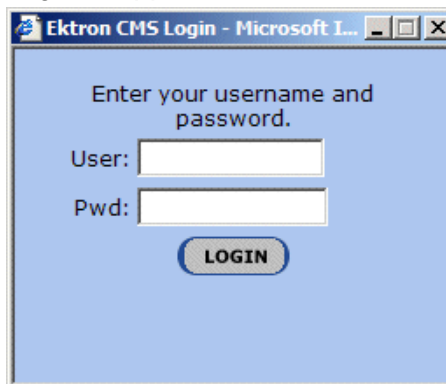 Ektron CMS Login - Microsoft I...
Enter your username and
password.
User:
Pwd:
LOGIN